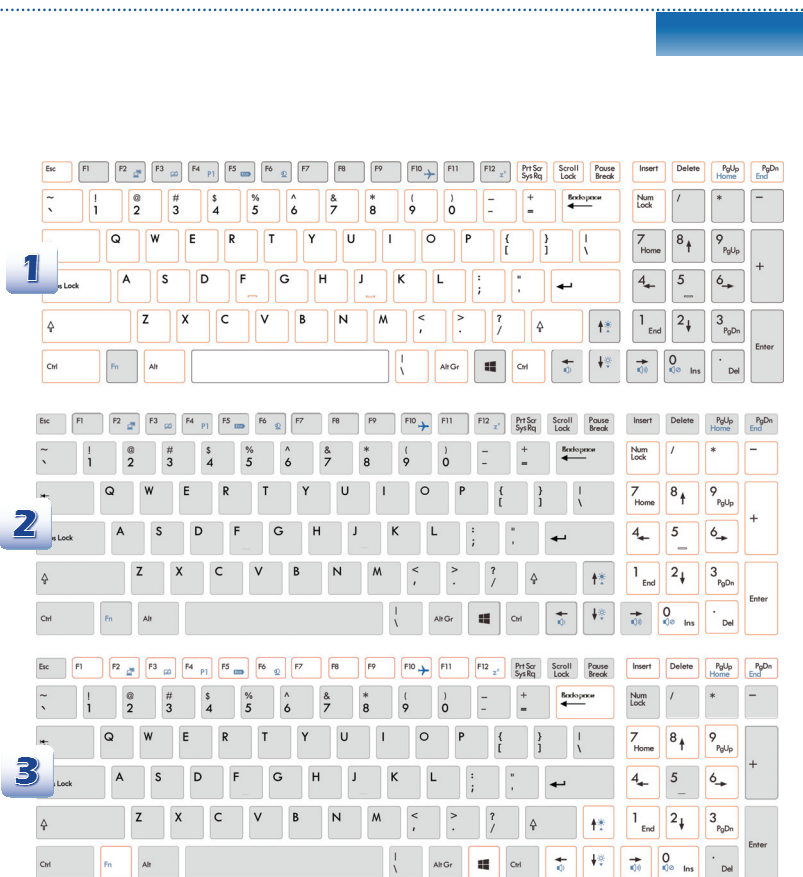 Esc F1 F2 F3 F4 P1 F5 F6 F7 F8 F9 F10 F11 F12 zᶻ Prt Scr Sys Rq Scroll Lock Pause Break Insert Delete PgUp Home PgDn End
~ ` ! 1 @ 2 # 3 $ 4 % 5 ^ 6 & 7 * 8 ( 9 ) 0 _ - + = Backspace Num Lock / * −
Q W E R T Y U I O P { [ } ] | \ 7 Home 8 9 PgUp +
1
Lock A S D F G H J K L : ; " ' 4 5 6
Z X C V B N M < , > . ? / 1 End 2 3 PgDn Enter
Ctrl Fn Alt | \ Alt Gr Ctrl 0 Ins . Del
Esc F1 F2 F3 F4 P1 F5 F6 F7 F8 F9 F10 F11 F12 zᶻ Prt Scr Sys Rq Scroll Lock Pause Break Insert Delete PgUp Home PgDn End
~ ` ! 1 @ 2 # 3 $ 4 % 5 ^ 6 & 7 * 8 ( 9 ) 0 _ - + = Backspace Num Lock / * −
Q W E R T Y U I O P { [ } ] | \ 7 Home 8 9 PgUp +
2
Lock A S D F G H J K L : ; " ' 4 5 6
Z X C V B N M < , > . ? / 1 End 2 3 PgDn Enter
Ctrl Fn Alt | \ Alt Gr Ctrl 0 Ins . Del
Esc F1 F2 F3 F4 P1 F5 F6 F7 F8 F9 F10 F11 F12 zᶻ Prt Scr Sys Rq Scroll Lock Pause Break Insert Delete PgUp Home PgDn End
~ ` ! 1 @ 2 # 3 $ 4 % 5 ^ 6 & 7 * 8 ( 9 ) 0 _ - + = Backspace Num Lock / * −
Q W E R T Y U I O P { [ } ] | \ 7 Home 8 9 PgUp +
3
Lock A S D F G H J K L : ; " ' 4 5 6
Z X C V B N M < , > . ? / 1 End 2 3 PgDn Enter
Ctrl Fn Alt | \ Alt Gr Ctrl 0 Ins . Del